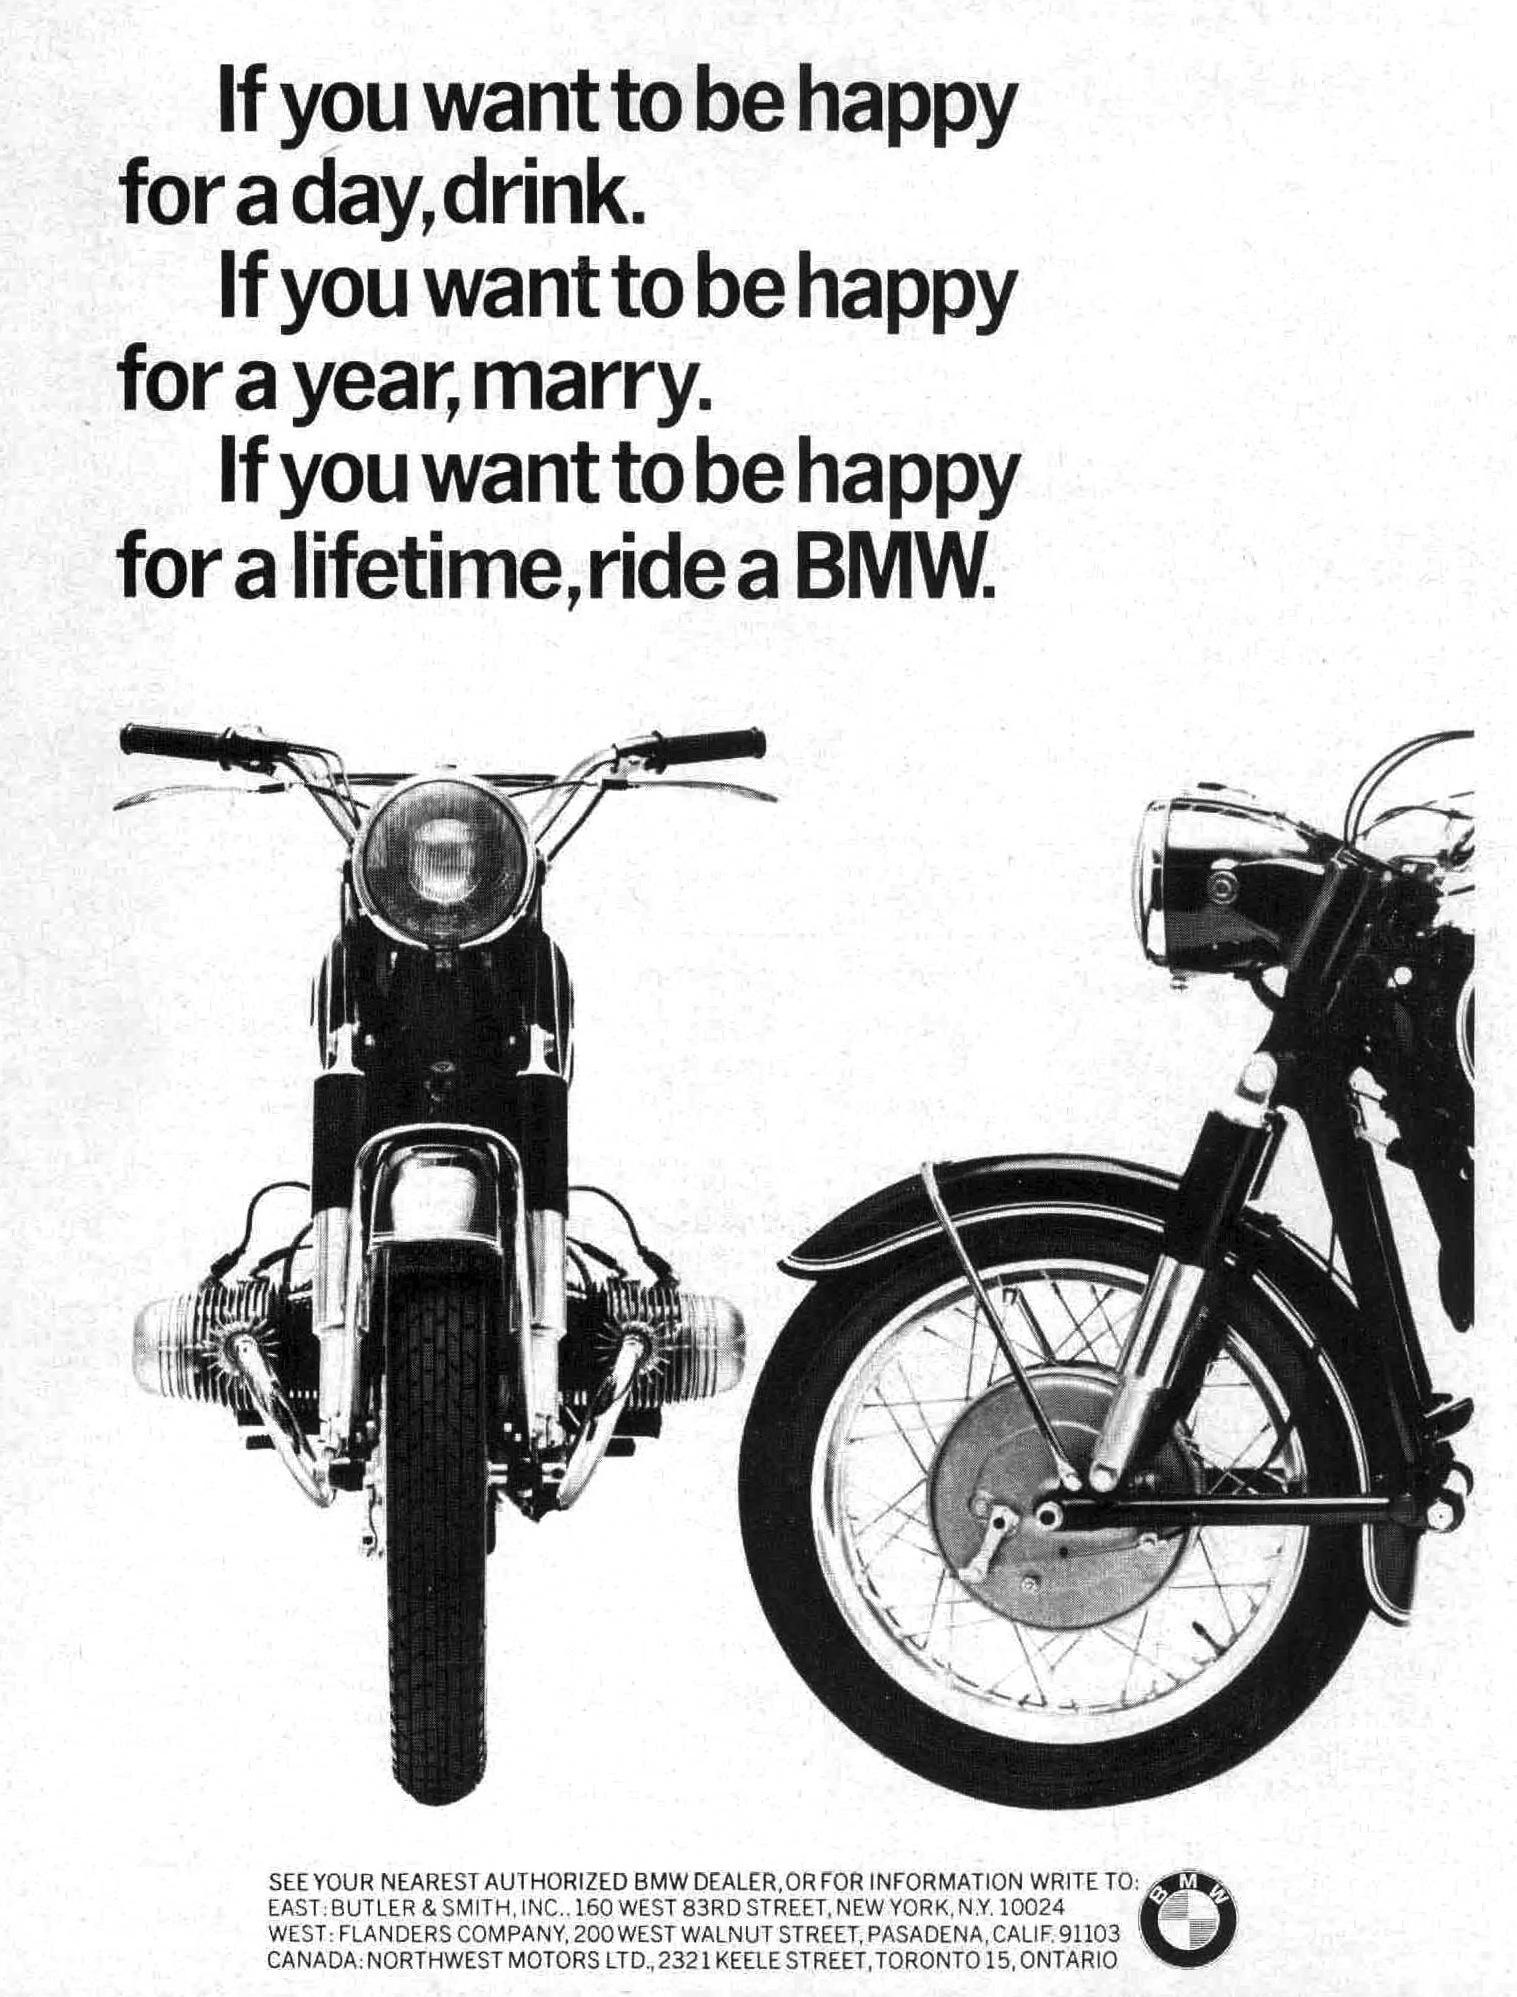 If you want to be happy
for a day, drink.
If you want to be happy
for a year, marry.
If you want to be happy
for a lifetime, ride a BMW.
SEE YOUR NEAREST AUTHORIZED BMW DEALER, OR FOR INFORMATION WRITE TO:
EAST: BUTLER & SMITH, INC., 160 WEST 83RD STREET, NEW YORK, N.Y. 10024
WEST: FLANDERS COMPANY, 200 WEST WALNUT STREET, PASADENA, CALIF. 91103
CANADA: NORTHWEST MOTORS LTD., 2321 KEELE STREET, TORONTO 15, ONTARIO
BMW